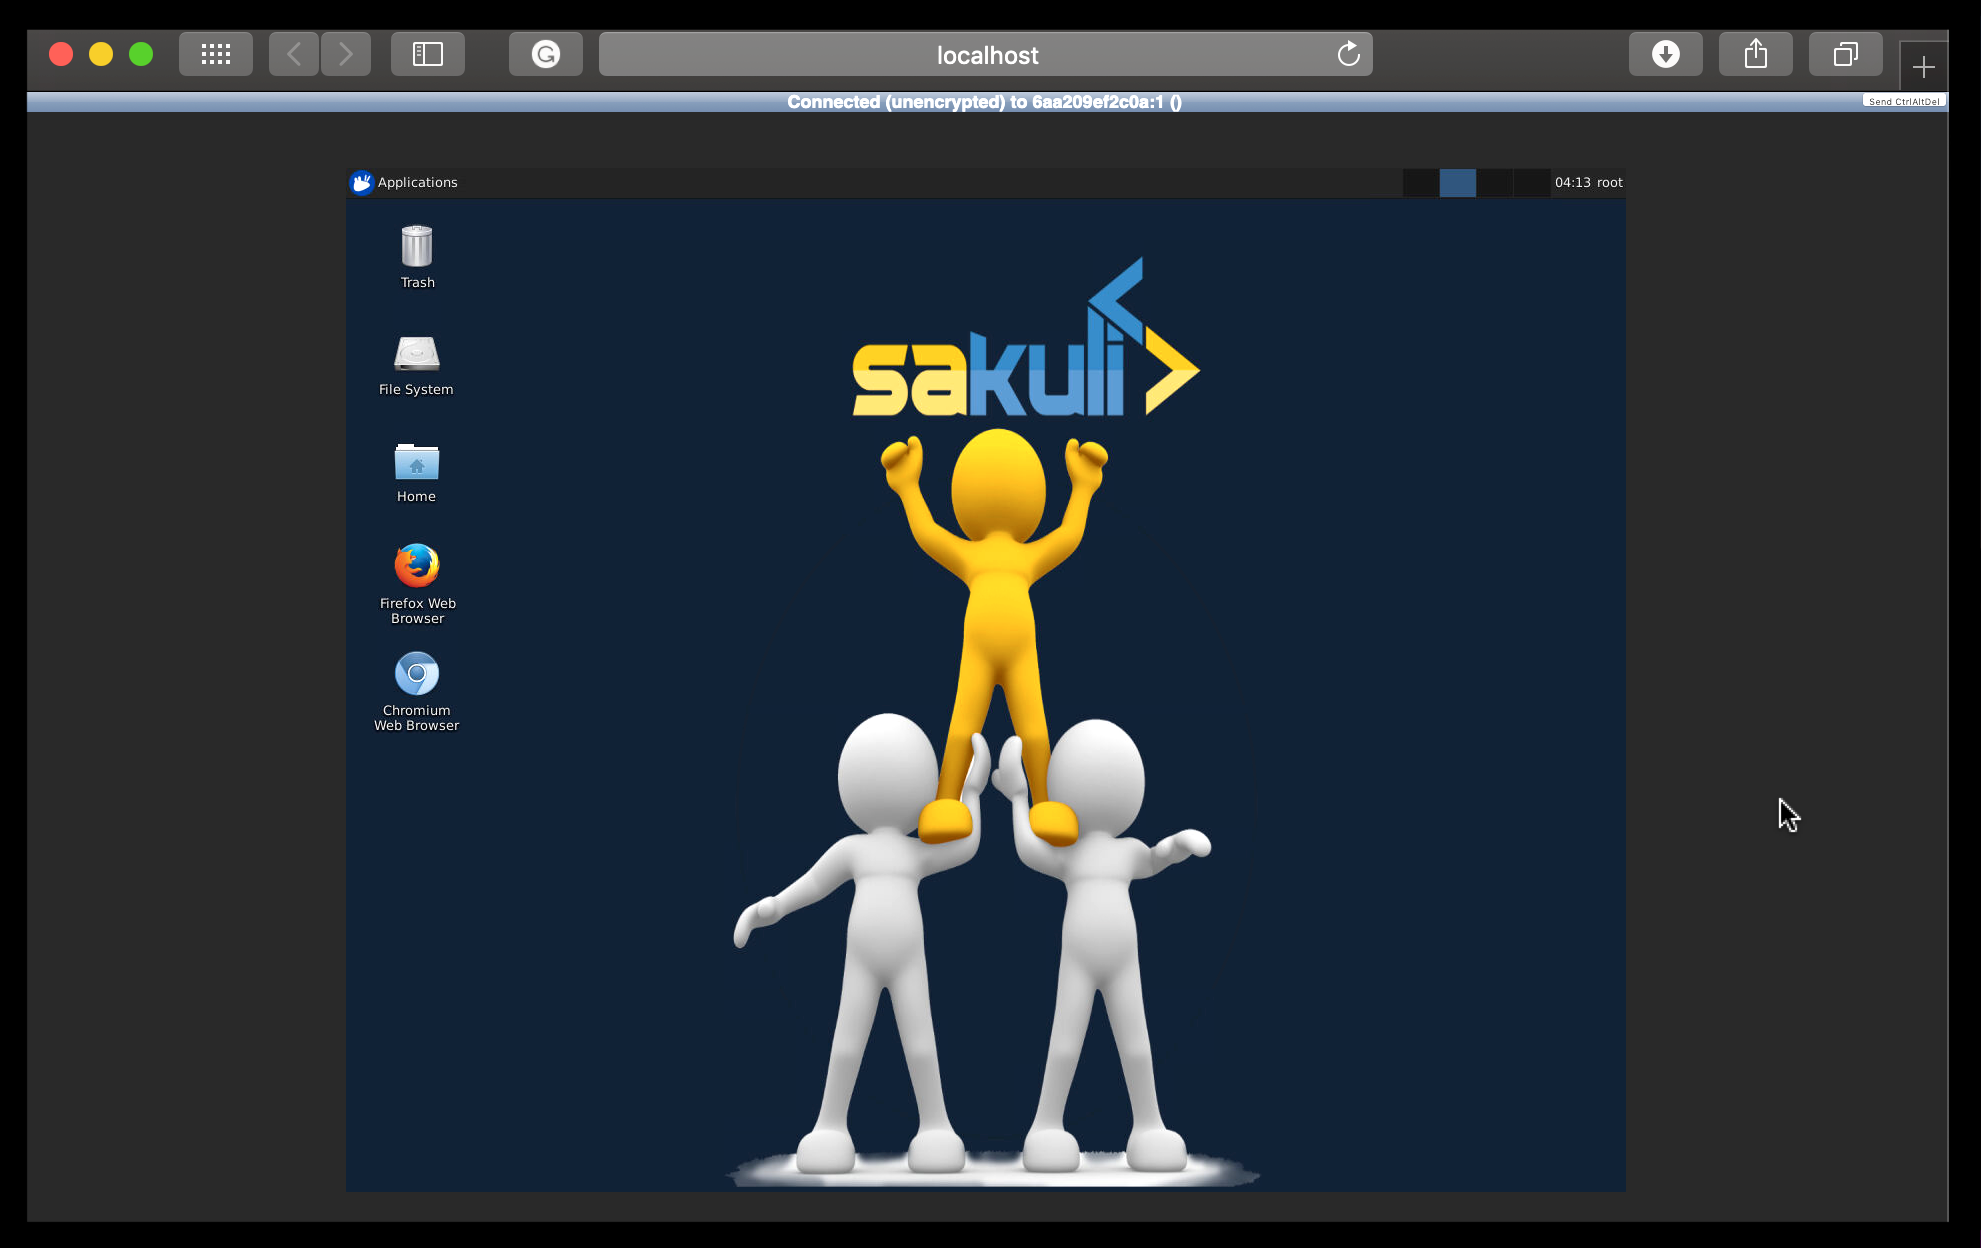 localhost
Connected (unencrypted) to 6aa209ef2c0a:1 ()
Send CtrlAltDel
Applications
04:13 root
Trash
File System
Home
Firefox Web
Browser
Chromium
Web Browser
sakuli